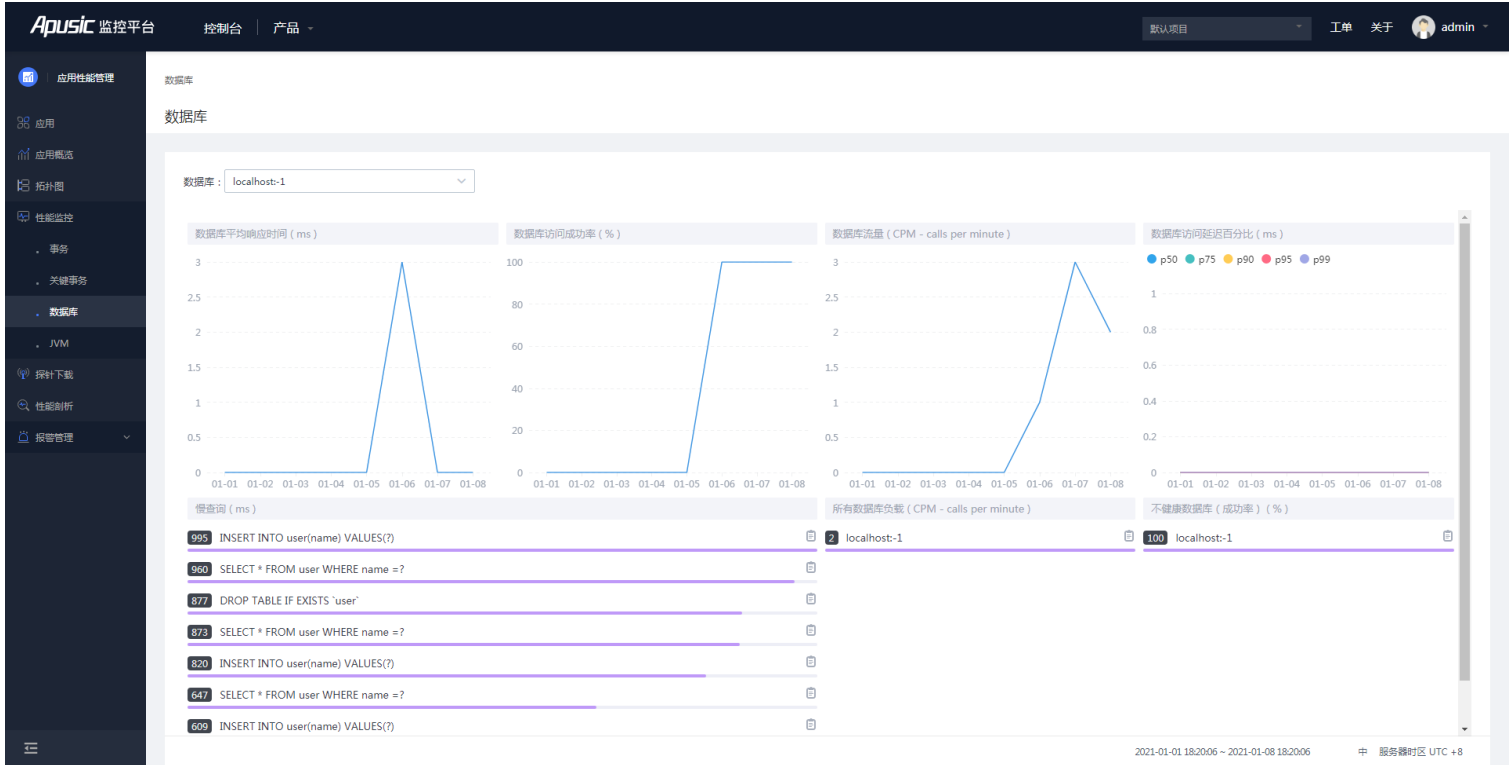 Apusic 监控平台 控制台 产品 默认项目 工单 关于 admin
应用性能管理
应用
应用概览
拓扑图
性能监控
事务
关键事务
数据库
JVM
探针下载
性能剖析
报警管理
数据库
数据库
数据库： localhost:-1
数据库平均响应时间 ( ms )
3
2.5
2
1.5
1
0.5
0
01-01 01-02 01-03 01-04 01-05 01-06 01-07 01-08
数据库访问成功率 ( % )
100
80
60
40
20
0
01-01 01-02 01-03 01-04 01-05 01-06 01-07 01-08
数据库流量 ( CPM - calls per minute )
3
2.5
2
1.5
1
0.5
0
01-01 01-02 01-03 01-04 01-05 01-06 01-07 01-08
数据库访问延迟百分比 ( ms )
p50 p75 p90 p95 p99
1
0.8
0.6
0.4
0.2
0
01-01 01-02 01-03 01-04 01-05 01-06 01-07 01-08
慢查询 ( ms )
995 INSERT INTO user(name) VALUES(?)
960 SELECT * FROM user WHERE name =?
877 DROP TABLE IF EXISTS `user`
873 SELECT * FROM user WHERE name =?
820 INSERT INTO user(name) VALUES(?)
647 SELECT * FROM user WHERE name =?
609 INSERT INTO user(name) VALUES(?)
所有数据库负载 ( CPM - calls per minute )
2 localhost:-1
不健康数据库 ( 成功率 ) ( % )
100 localhost:-1
2021-01-01 18:20:06 ~ 2021-01-08 18:20:06 中 服务器时区 UTC +8